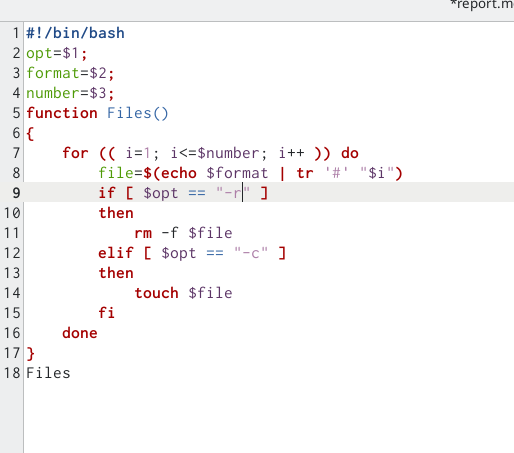 *report.m
1 #!/bin/bash
2 opt=$1;
3 format=$2;
4 number=$3;
5 function Files()
6 {
7     for (( i=1; i<=$number; i++ )) do
8         file=$(echo $format | tr '#' "$i")
9         if [ $opt == "-r" ]
10         then
11             rm -f $file
12         elif [ $opt == "-c" ]
13         then
14             touch $file
15         fi
16     done
17 }
18 Files